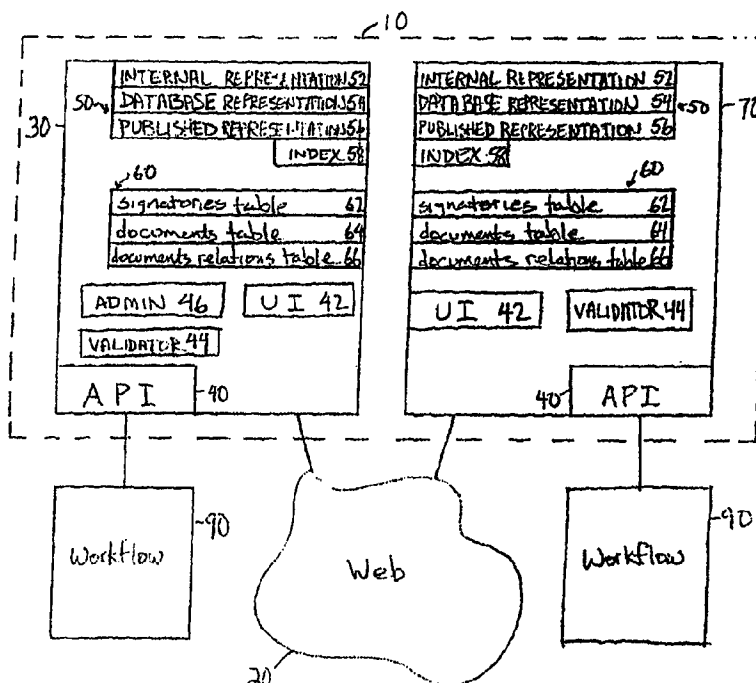 10
INTERNAL REPRESENTATION 52
DATABASE REPRESENTATION 54
PUBLISHED REPRESENTATION 56
INDEX 58
50
30
60
signatories table 62
documents table 64
documents relations table 66
ADMIN 46
UI 42
VALIDATOR 44
API
40
INTERNAL REPRESENTATION 52
DATABASE REPRESENTATION 54
PUBLISHED REPRESENTATION 56
INDEX 58
50
60
signatories table 62
documents table 64
documents relations table 66
UI 42
VALIDATOR 44
40
API
Workflow
90
Web
20
Workflow
90